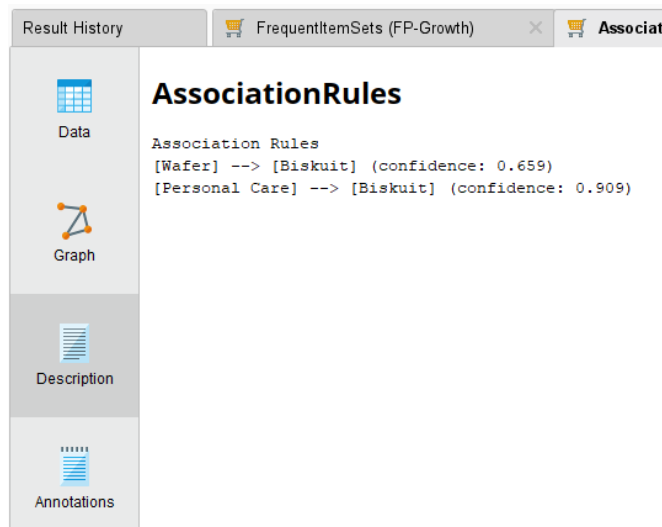 Result History
FrequentItemSets (FP-Growth)
Associat
Data
Graph
Description
Annotations
AssociationRules
Association Rules
[Wafer] --> [Biskuit] (confidence: 0.659)
[Personal Care] --> [Biskuit] (confidence: 0.909)